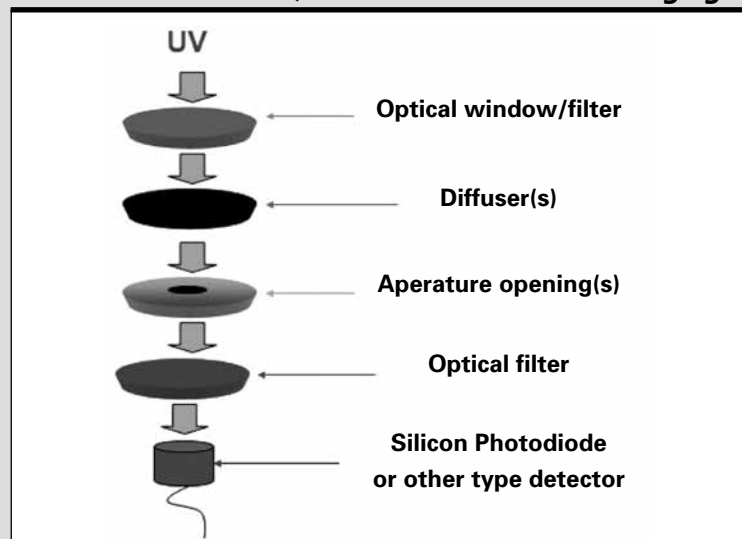 UV
Optical window/filter
Diffuser(s)
Aperature opening(s)
Optical filter
Silicon Photodiode
or other type detector